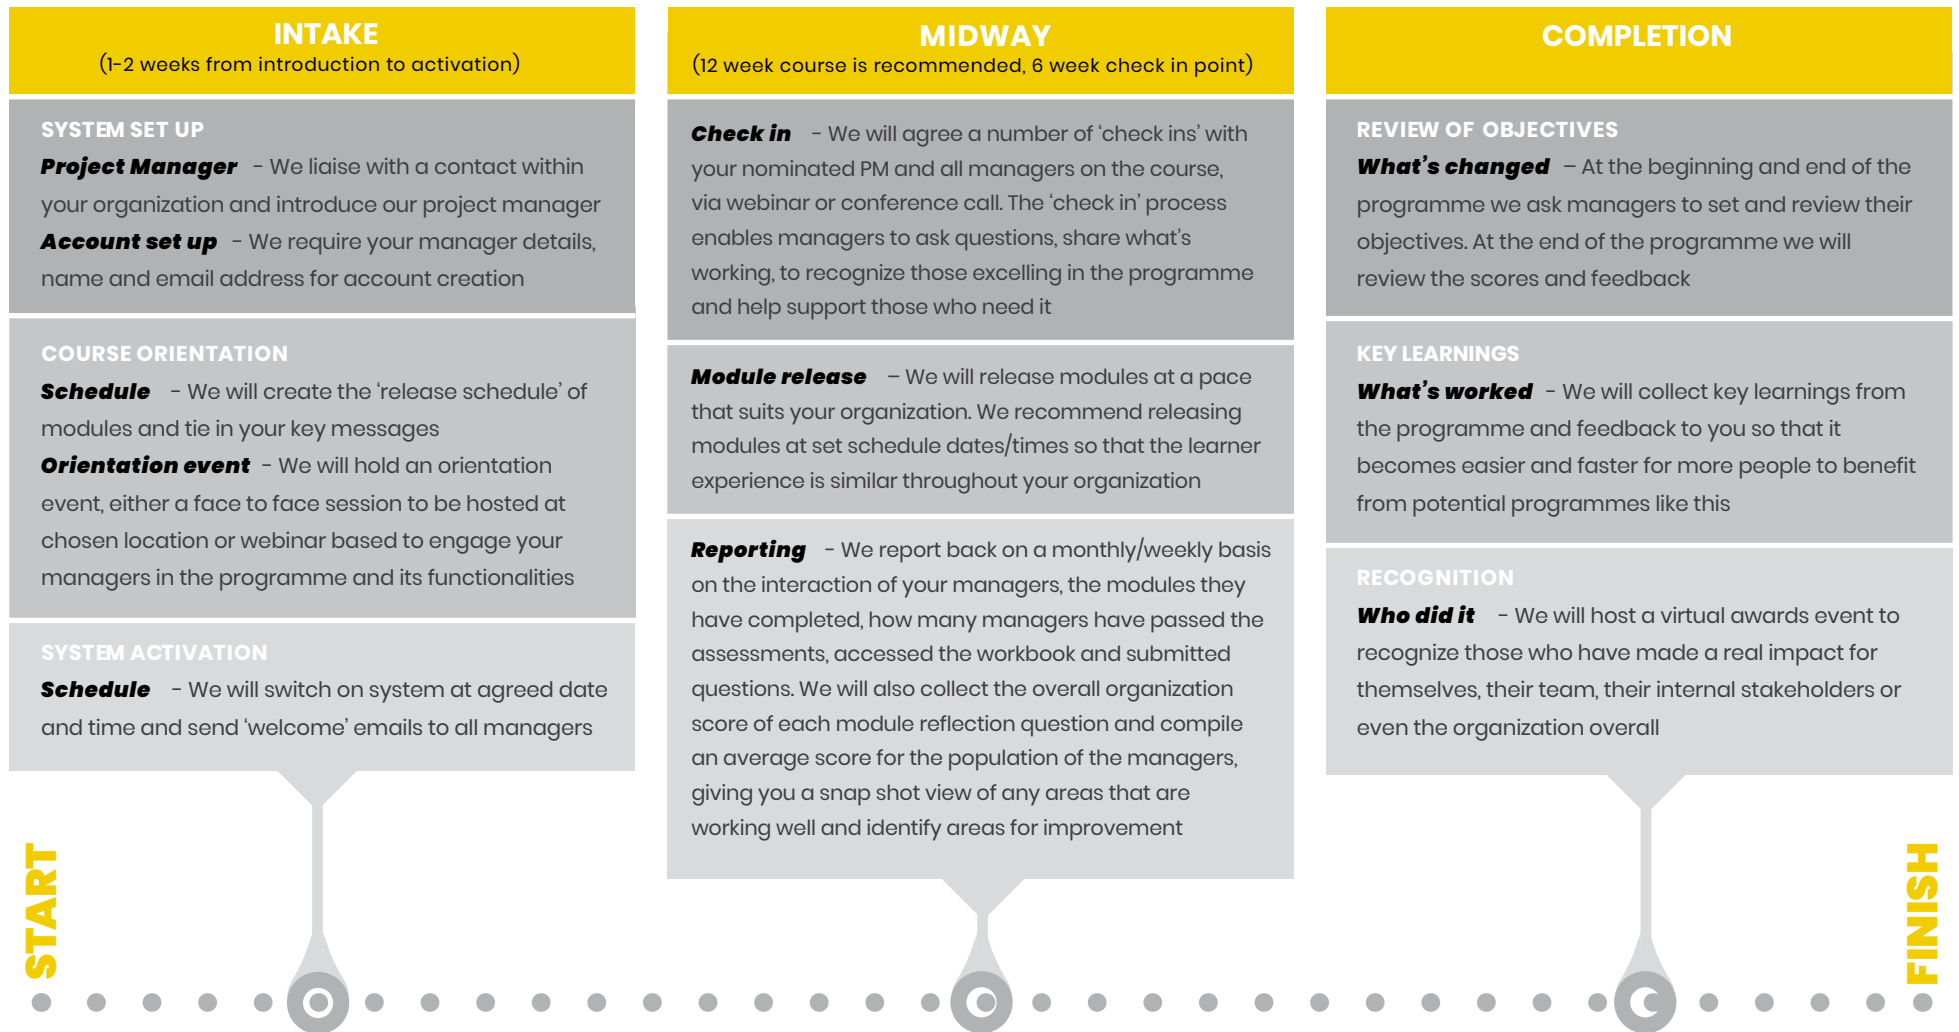 INTAKE
(1-2 weeks from introduction to activation)
SYSTEM SET UP
Project Manager - We liaise with a contact within
your organization and introduce our project manager
Account set up - We require your manager details,
name and email address for account creation
COURSE ORIENTATION
Schedule - We will create the ‘release schedule’ of
modules and tie in your key messages
Orientation event - We will hold an orientation
event, either a face to face session to be hosted at
chosen location or webinar based to engage your
managers in the programme and its functionalities
SYSTEM ACTIVATION
Schedule - We will switch on system at agreed date
and time and send ‘welcome’ emails to all managers
MIDWAY
(12 week course is recommended, 6 week check in point)
Check in - We will agree a number of ‘check ins’ with
your nominated PM and all managers on the course,
via webinar or conference call. The ‘check in’ process
enables managers to ask questions, share what’s
working, to recognize those excelling in the programme
and help support those who need it
Module release – We will release modules at a pace
that suits your organization. We recommend releasing
modules at set schedule dates/times so that the learner
experience is similar throughout your organization
Reporting - We report back on a monthly/weekly basis
on the interaction of your managers, the modules they
have completed, how many managers have passed the
assessments, accessed the workbook and submitted
questions. We will also collect the overall organization
score of each module reflection question and compile
an average score for the population of the managers,
giving you a snap shot view of any areas that are
working well and identify areas for improvement
COMPLETION
REVIEW OF OBJECTIVES
What’s changed – At the beginning and end of the
programme we ask managers to set and review their
objectives. At the end of the programme we will
review the scores and feedback
KEY LEARNINGS
What’s worked - We will collect key learnings from
the programme and feedback to you so that it
becomes easier and faster for more people to benefit
from potential programmes like this
RECOGNITION
Who did it - We will host a virtual awards event to
recognize those who have made a real impact for
themselves, their team, their internal stakeholders or
even the organization overall
START
FINISH